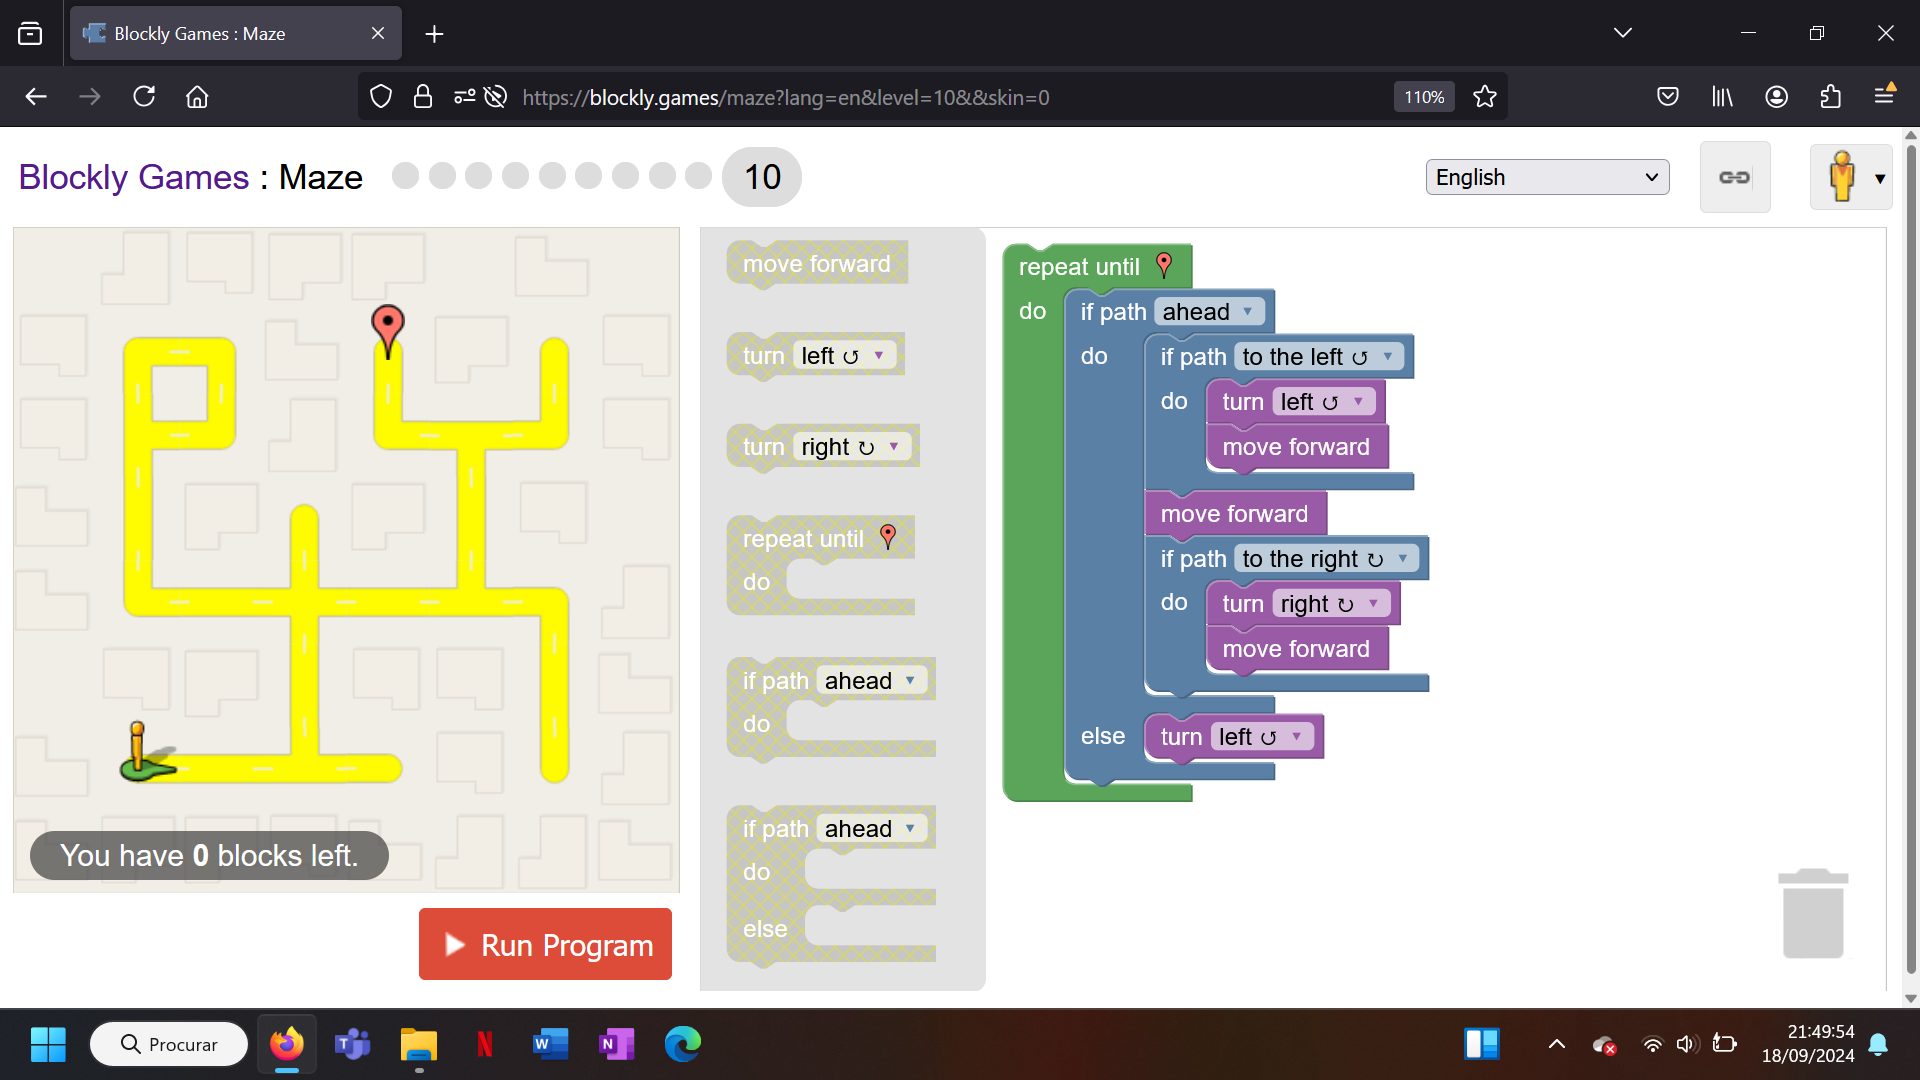 Blockly Games : Maze
https://blockly.games/maze?lang=en&level=10&&skin=0
110%
Blockly Games : Maze
10
English
You have 0 blocks left.
Run Program
move forward
turn left ↺
turn right ↻
repeat until
do
if path ahead
do
if path ahead
do
else
repeat until
do
if path ahead
do
if path to the left ↺
do
turn left ↺
move forward
move forward
if path to the right ↻
do
turn right ↻
move forward
else
turn left ↺
Procurar
21:49:54
18/09/2024